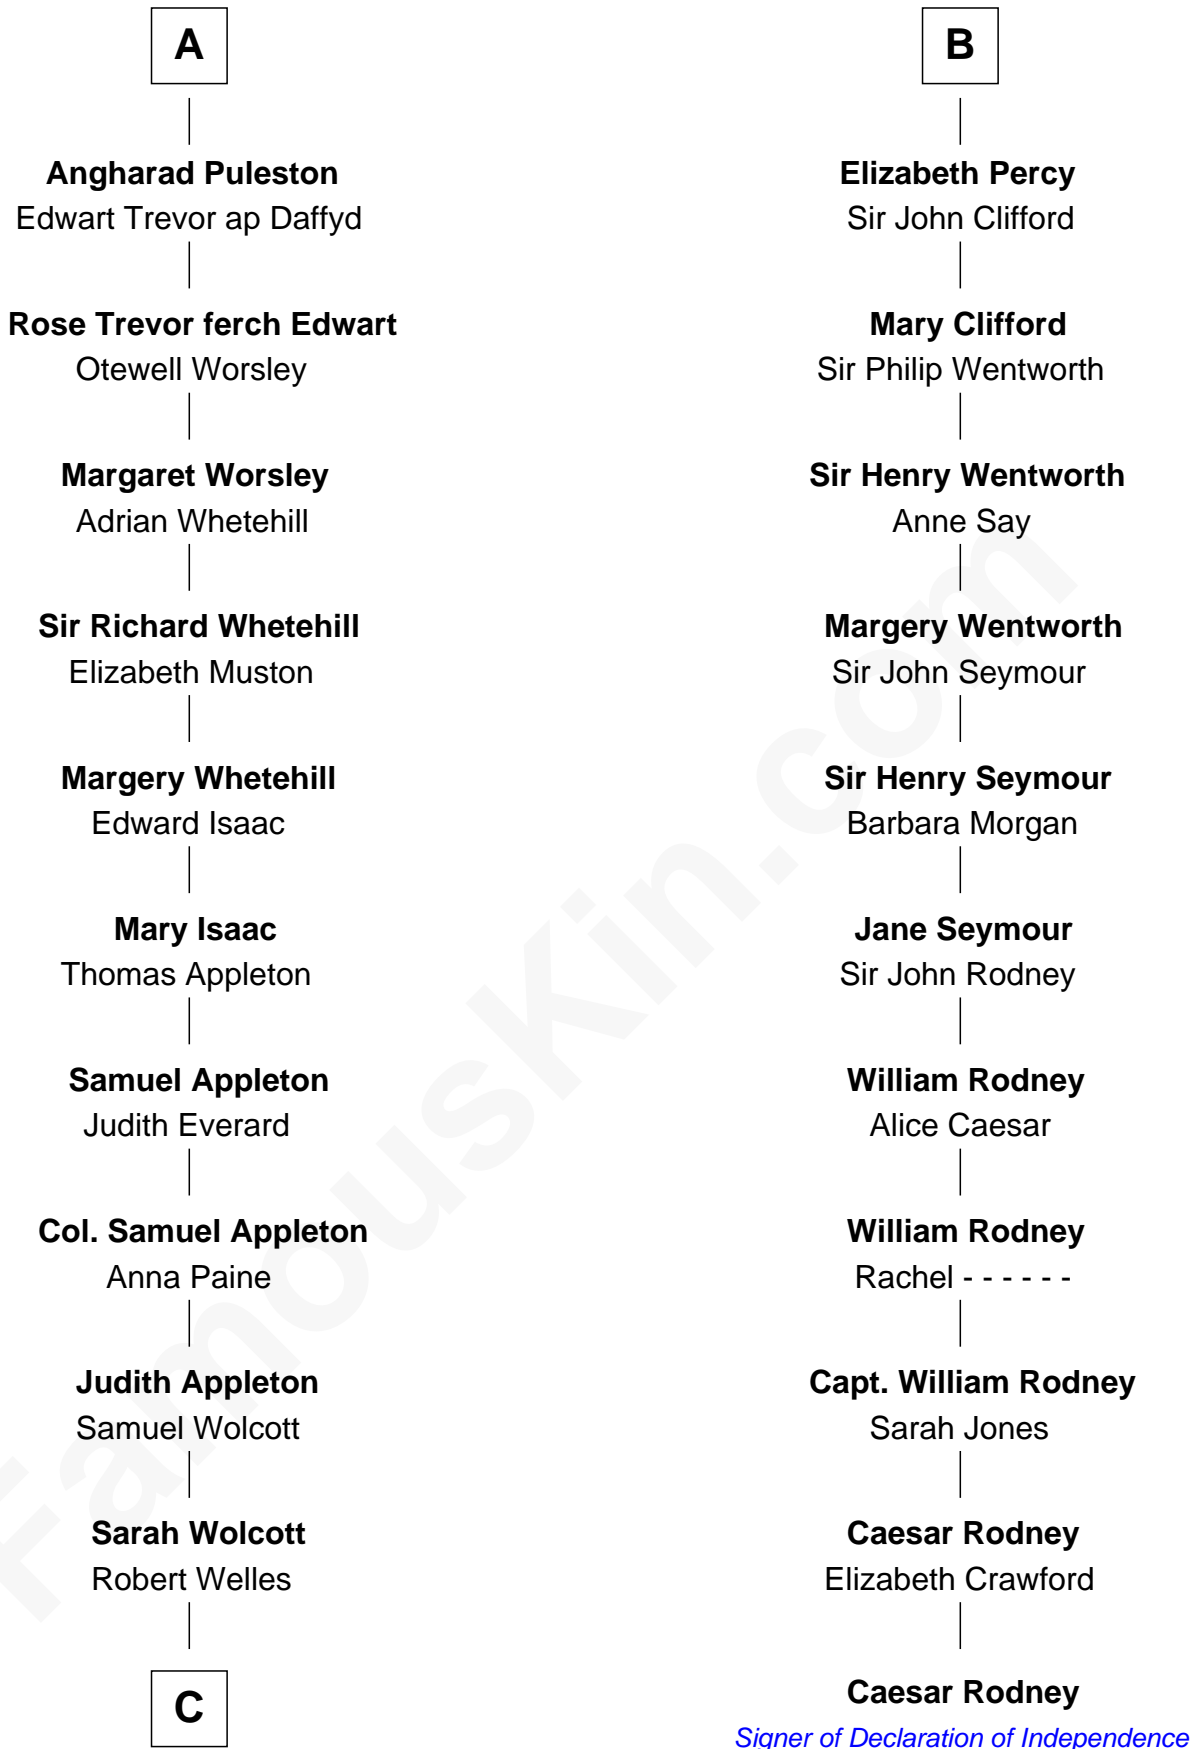 A
Angharad Puleston
Edwart Trevor ap Daffyd
Rose Trevor ferch Edwart
Otewell Worsley
Margaret Worsley
Adrian Whetehill
Sir Richard Whetehill
Elizabeth Muston
Margery Whetehill
Edward Isaac
Mary Isaac
Thomas Appleton
Samuel Appleton
Judith Everard
Col. Samuel Appleton
Anna Paine
Judith Appleton
Samuel Wolcott
Sarah Wolcott
Robert Welles
C
B
Elizabeth Percy
Sir John Clifford
Mary Clifford
Sir Philip Wentworth
Sir Henry Wentworth
Anne Say
Margery Wentworth
Sir John Seymour
Sir Henry Seymour
Barbara Morgan
Jane Seymour
Sir John Rodney
William Rodney
Alice Caesar
William Rodney
Rachel - - - - - -
Capt. William Rodney
Sarah Jones
Caesar Rodney
Elizabeth Crawford
Caesar Rodney
Signer of Declaration of Independence
FamousKin.com